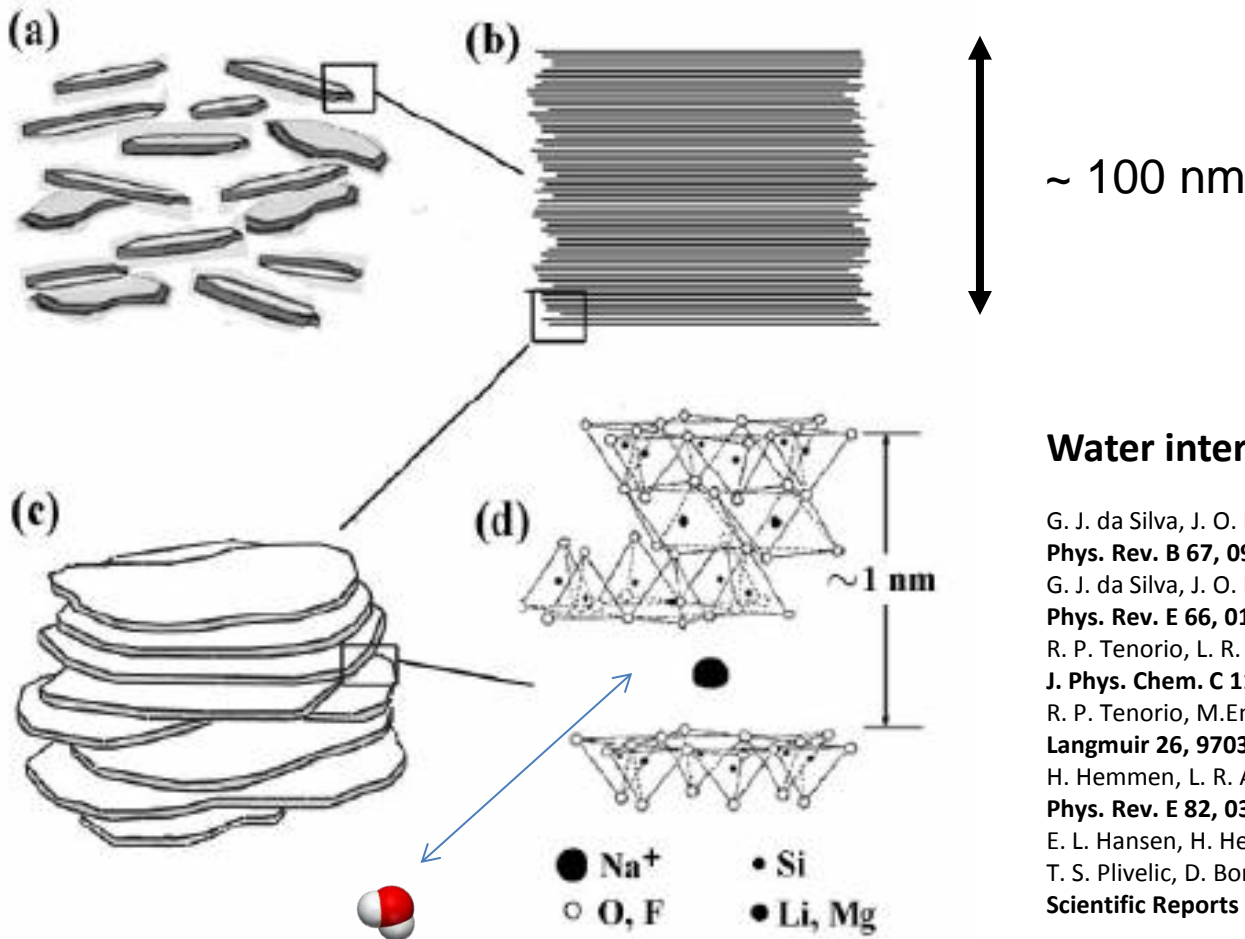 (a)
(b)
~ 100 nm
(c)
(d)
~1 nm
Na⁺
Si
O, F
Li, Mg
Water inter
G. J. da Silva, J. O.
Phys. Rev. B 67, 09
G. J. da Silva, J. O.
Phys. Rev. E 66, 01
R. P. Tenorio, L. R.
J. Phys. Chem. C 1
R. P. Tenorio, M.En
Langmuir 26, 9703
H. Hemmen, L. R. A
Phys. Rev. E 82, 03
E. L. Hansen, H. He
T. S. Plivelic, D. Bor
Scientific Reports